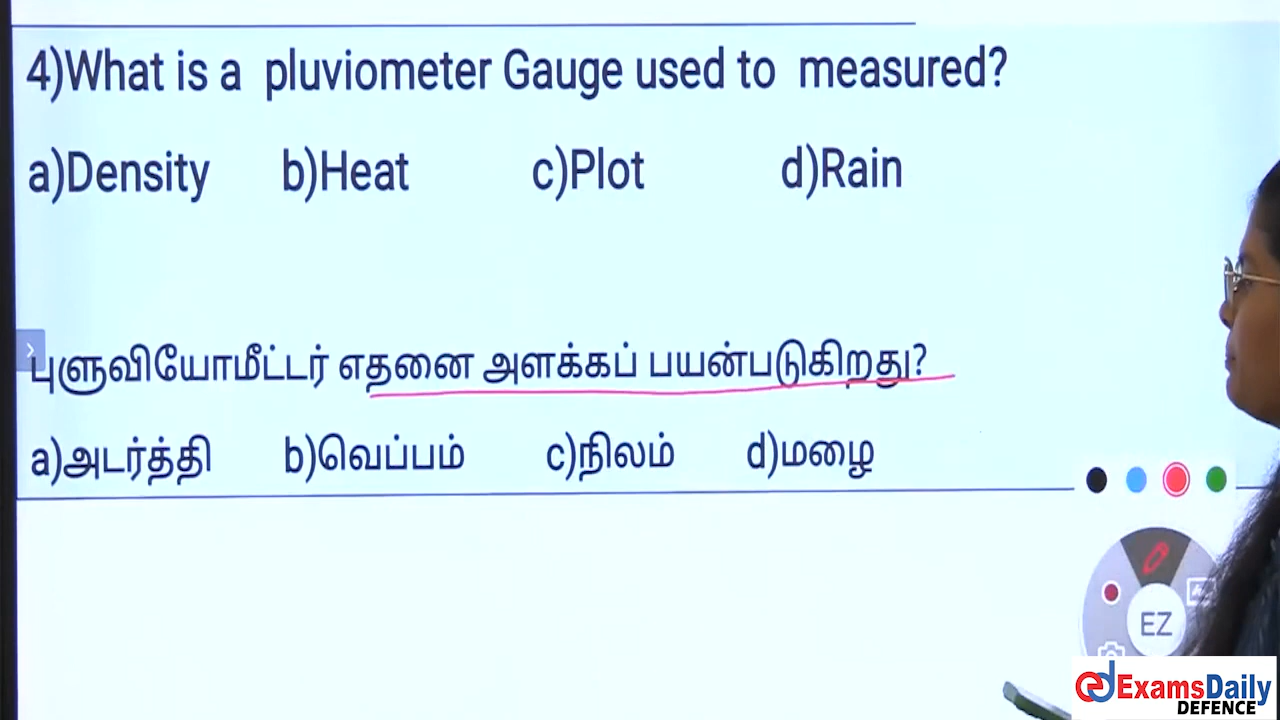 4)What is a pluviometer Gauge used to measured?
a)Density b)Heat c)Plot d)Rain
புளுவியோமீட்டர் எதனை அளக்கப் பயன்படுகிறது?
a)அடர்த்தி b)வெப்பம் c)நிலம் d)மழை
EZ
ExamsDaily
DEFENCE